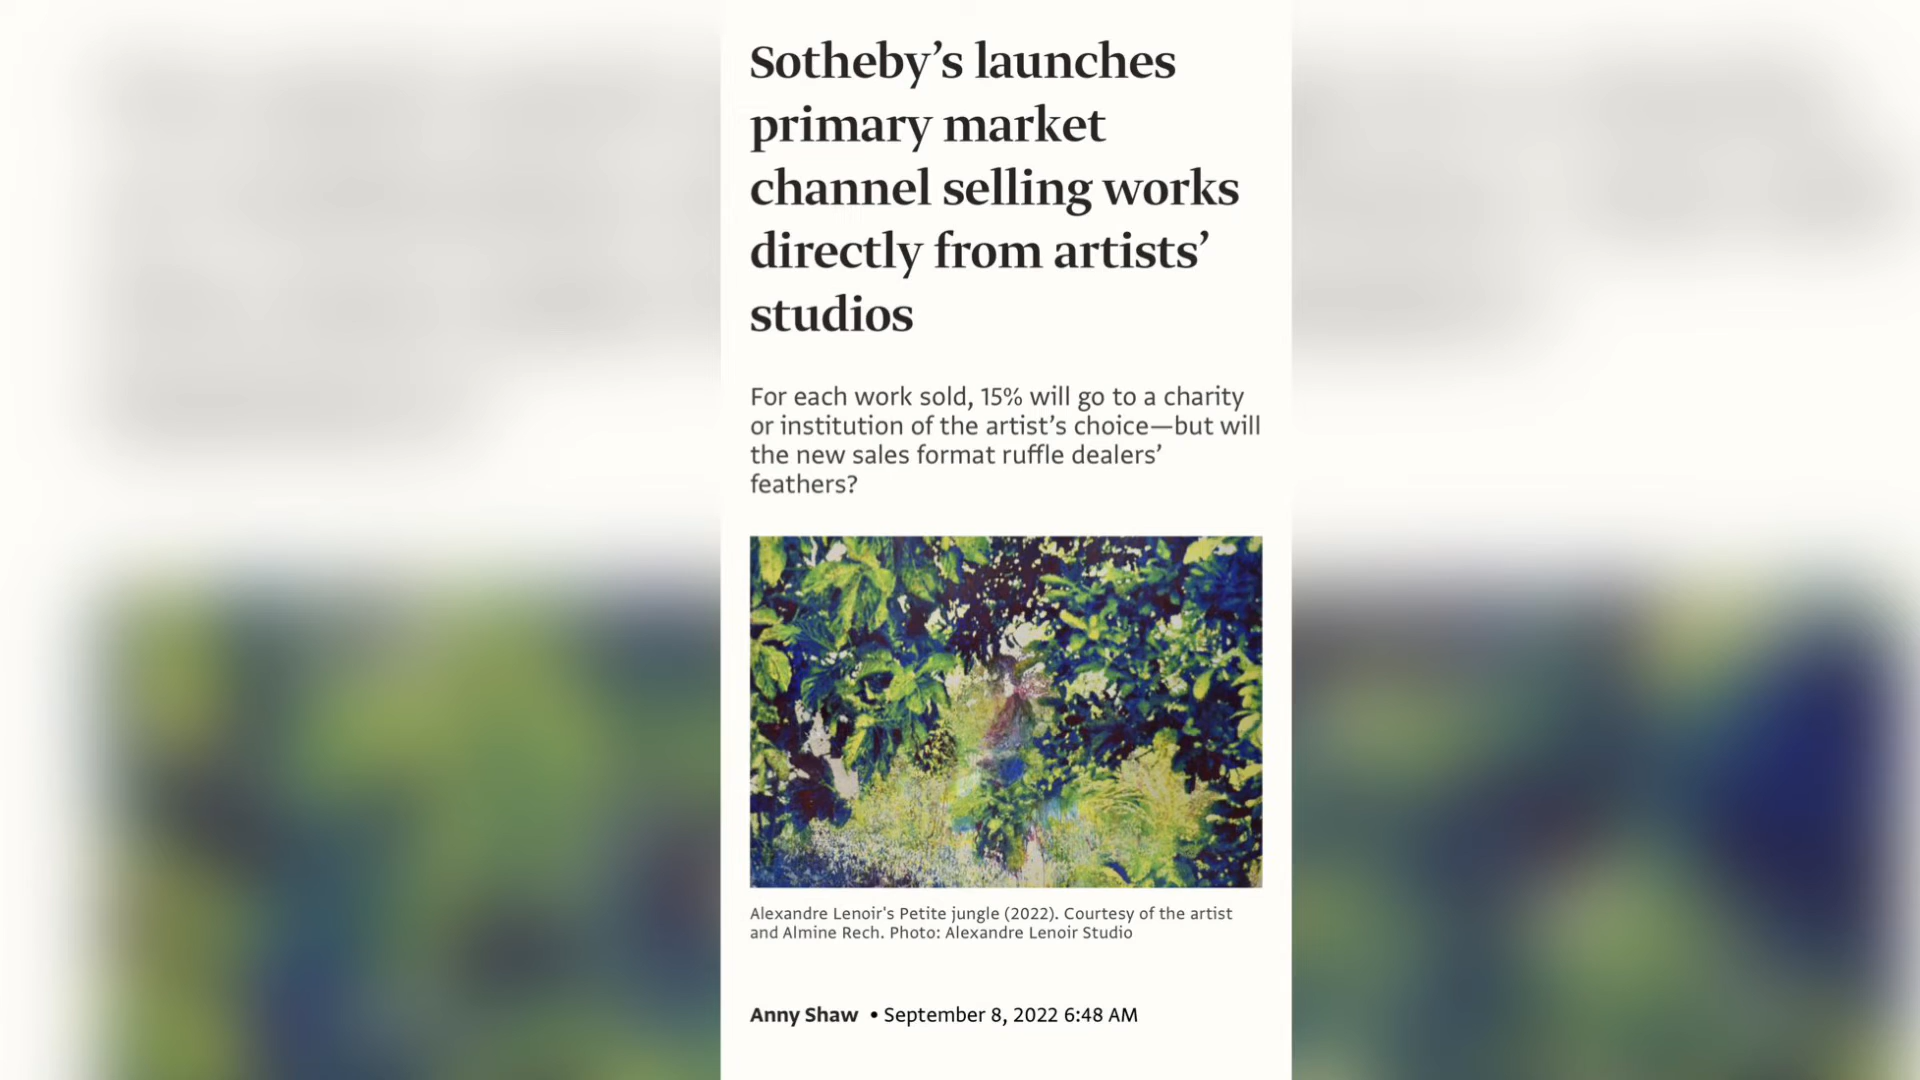 Sotheby’s launches
primary market
channel selling works
directly from artists’
studios
For each work sold, 15% will go to a charity
or institution of the artist’s choice—but will
the new sales format ruffle dealers’
feathers?
Alexandre Lenoir's Petite jungle (2022). Courtesy of the artist
and Almine Rech. Photo: Alexandre Lenoir Studio
Anny Shaw • September 8, 2022 6:48 AM